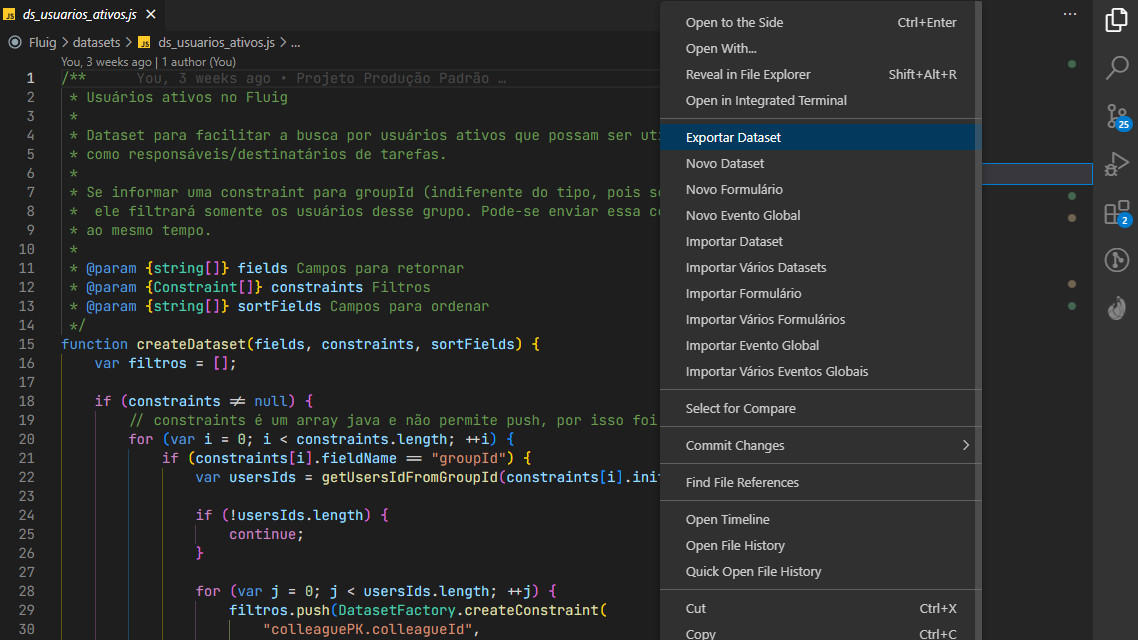 JS ds_usuarios_ativos.js ×
Fluig > datasets > JS ds_usuarios_ativos.js > ...
You, 3 weeks ago | 1 author (You)
1 /** You, 3 weeks ago • Projeto Produção Padrão …
2 * Usuários ativos no Fluig
3 *
4 * Dataset para facilitar a busca por usuários ativos que possam ser
5 * como responsáveis/destinatários de tarefas.
6 *
7 * Se informar uma constraint para groupId (indiferente do tipo, pois
8 * ele filtrará somente os usuários desse grupo. Pode-se enviar essa
9 * ao mesmo tempo.
10 *
11 * @param {string[]} fields Campos para retornar
12 * @param {Constraint[]} constraints Filtros
13 * @param {string[]} sortFields Campos para ordenar
14 */
15 function createDataset(fields, constraints, sortFields) {
16 var filtros = [];
17
18 if (constraints != null) {
19 // constraints é um array java e não permite push, por isso foi
20 for (var i = 0; i < constraints.length; ++i) {
21 if (constraints[i].fieldName == "groupId") {
22 var usersIds = getUsersIdFromGroupId(constraints[i].init
23
24 if (!usersIds.length) {
25 continue;
26 }
27
28 for (var j = 0; j < usersIds.length; ++j) {
29 filtros.push(DatasetFactory.createConstraint(
30 "colleaguePK.colleagueId",
Open to the Side Ctrl+Enter
Open With...
Reveal in File Explorer Shift+Alt+R
Open in Integrated Terminal
Exportar Dataset
Novo Dataset
Novo Formulário
Novo Evento Global
Importar Dataset
Importar Vários Datasets
Importar Formulário
Importar Vários Formulários
Importar Evento Global
Importar Vários Eventos Globais
Select for Compare
Commit Changes
Find File References
Open Timeline
Open File History
Quick Open File History
Cut Ctrl+X
Copy Ctrl+C
25
2